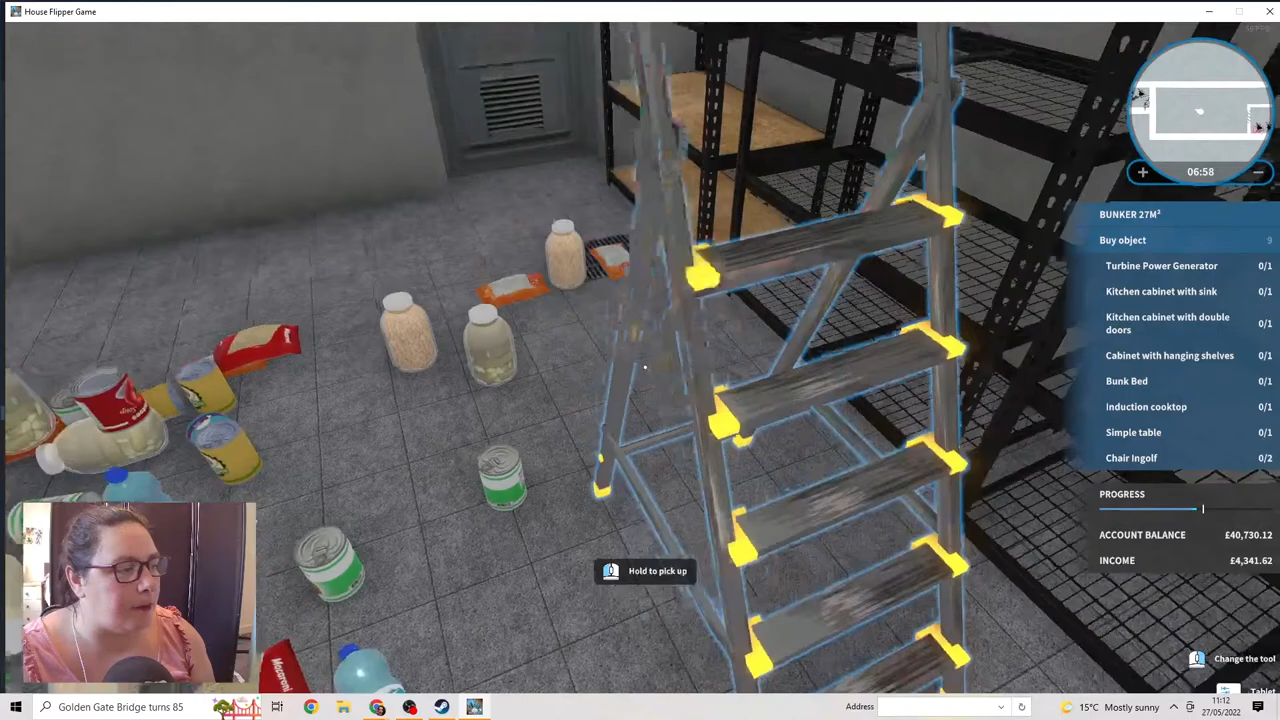 House Flipper Game
06:58
BUNKER 27M²
Buy object 9
Turbine Power Generator 0/1
Kitchen cabinet with sink 0/1
Kitchen cabinet with double doors 0/1
Cabinet with hanging shelves 0/1
Bunk Bed 0/1
Induction cooktop 0/1
Simple table 0/1
Chair Ingolf 0/2
PROGRESS
ACCOUNT BALANCE £40,730.12
INCOME £4,341.62
Hold to pick up
Macaroni
Change the tool
Tablet
Golden Gate Bridge turns 85
Address
15°C Mostly sunny
11:12
27/05/2022